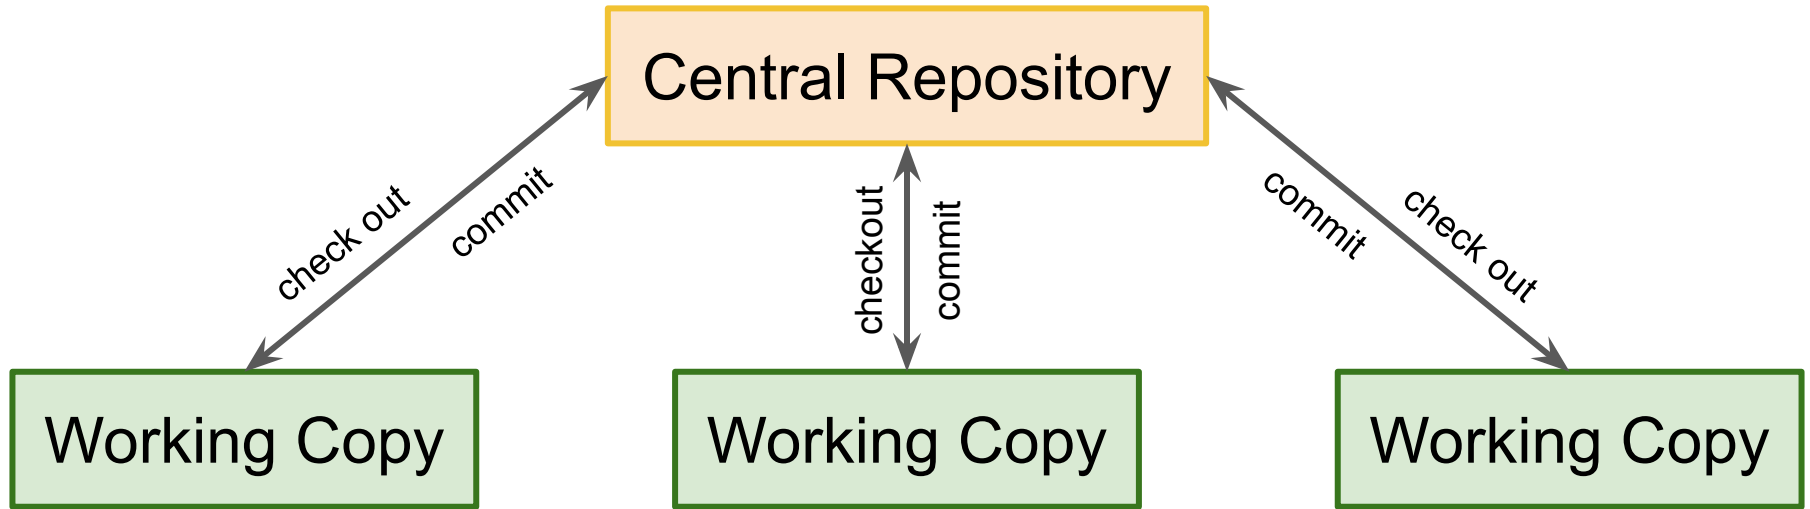 Central Repository
check out
commit
checkout
commit
commit
check out
Working Copy
Working Copy
Working Copy